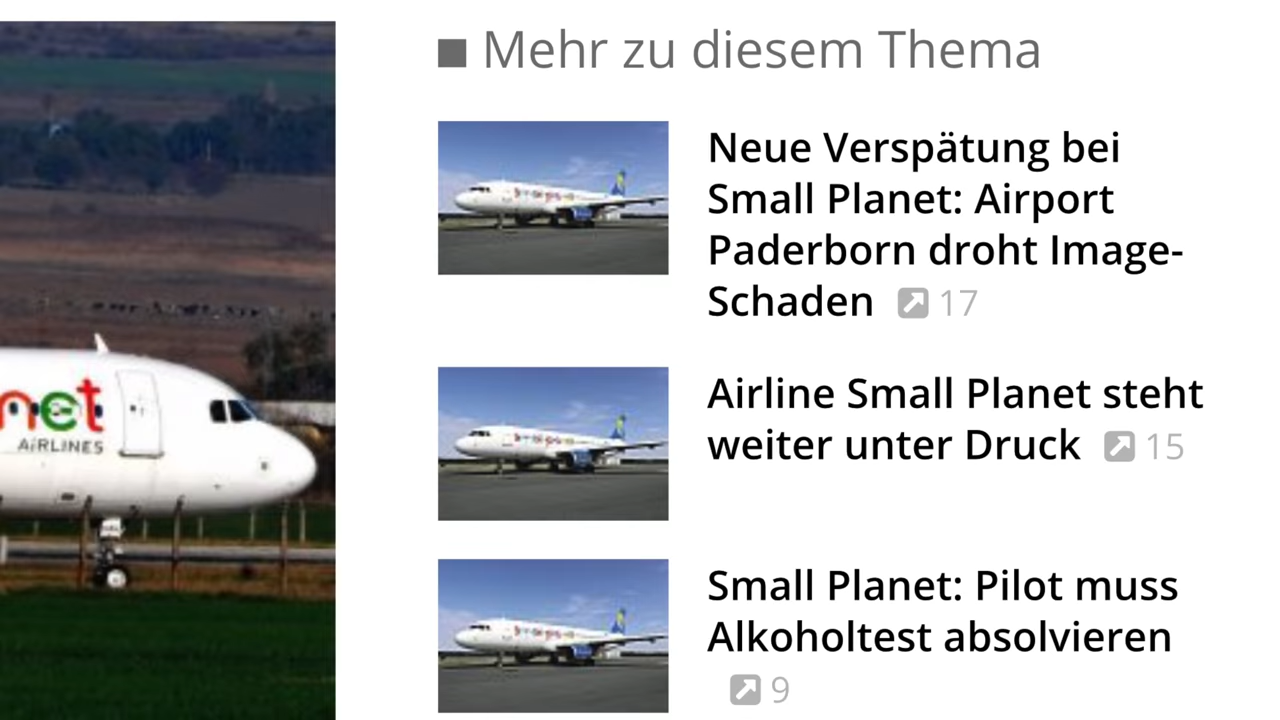 Mehr zu diesem Thema
Neue Verspätung bei
Small Planet: Airport
Paderborn droht Image-
Schaden 17
Airline Small Planet steht
weiter unter Druck 15
Small Planet: Pilot muss
Alkoholtest absolvieren
9
net
AiRLINES